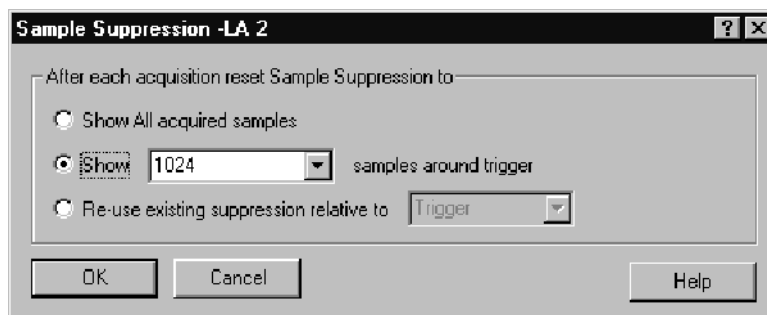 Sample Suppression -LA 2
After each acquisition reset Sample Suppression to
Show All acquired samples
Show 1024 samples around trigger
Re-use existing suppression relative to Trigger
OK Cancel Help